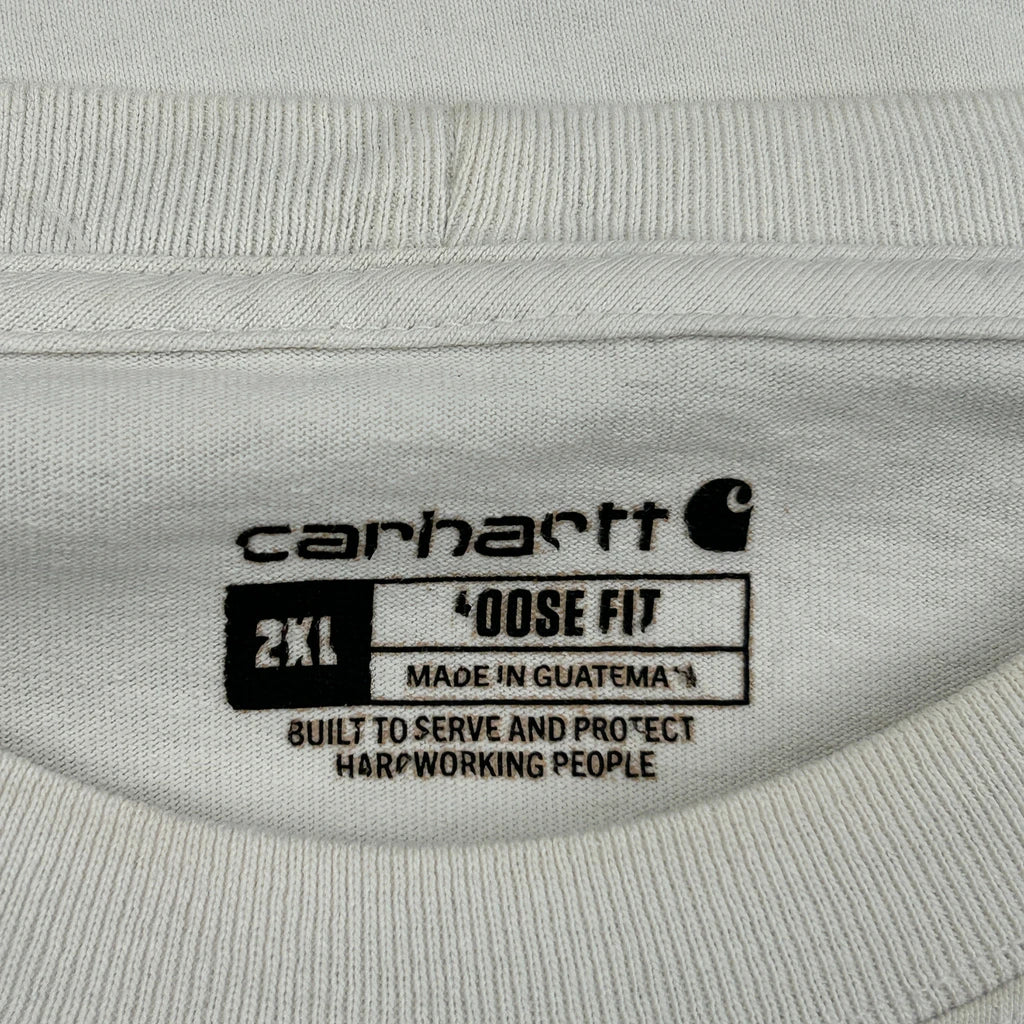 carhartt
2XL
LOOSE FIT
MADE IN GUATEMALA
BUILT TO SERVE AND PROTECT
HARDWORKING PEOPLE